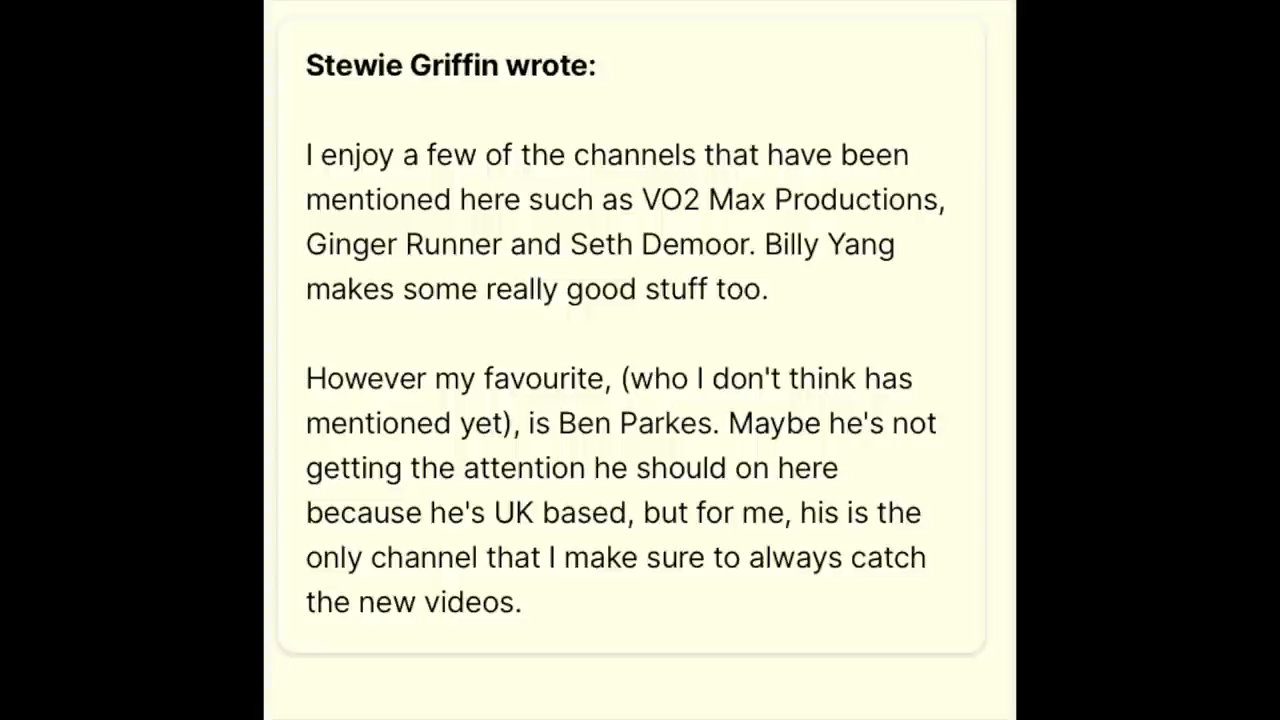 Stewie Griffin wrote:
I enjoy a few of the channels that have been
mentioned here such as VO2 Max Productions,
Ginger Runner and Seth Demoor. Billy Yang
makes some really good stuff too.
However my favourite, (who I don't think has
mentioned yet), is Ben Parkes. Maybe he's not
getting the attention he should on here
because he's UK based, but for me, his is the
only channel that I make sure to always catch
the new videos.